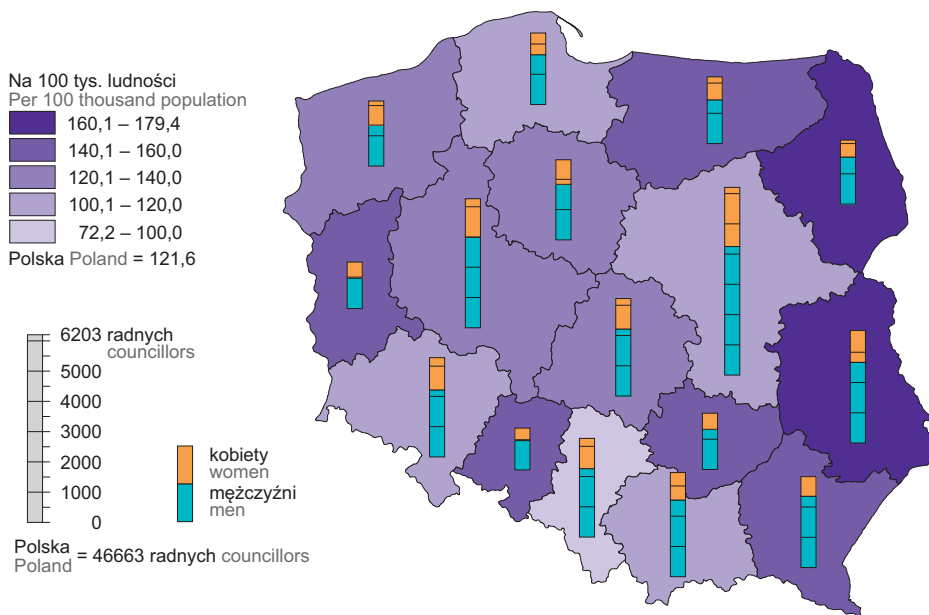 Na 100 tys. ludności
Per 100 thousand population
160,1 – 179,4
140,1 – 160,0
120,1 – 140,0
100,1 – 120,0
72,2 – 100,0
Polska Poland = 121,6
6203 radnych
councillors
5000
4000
3000
2000
1000
0
kobiety
women
mężczyźni
men
Polska
Poland = 46663 radnych councillors